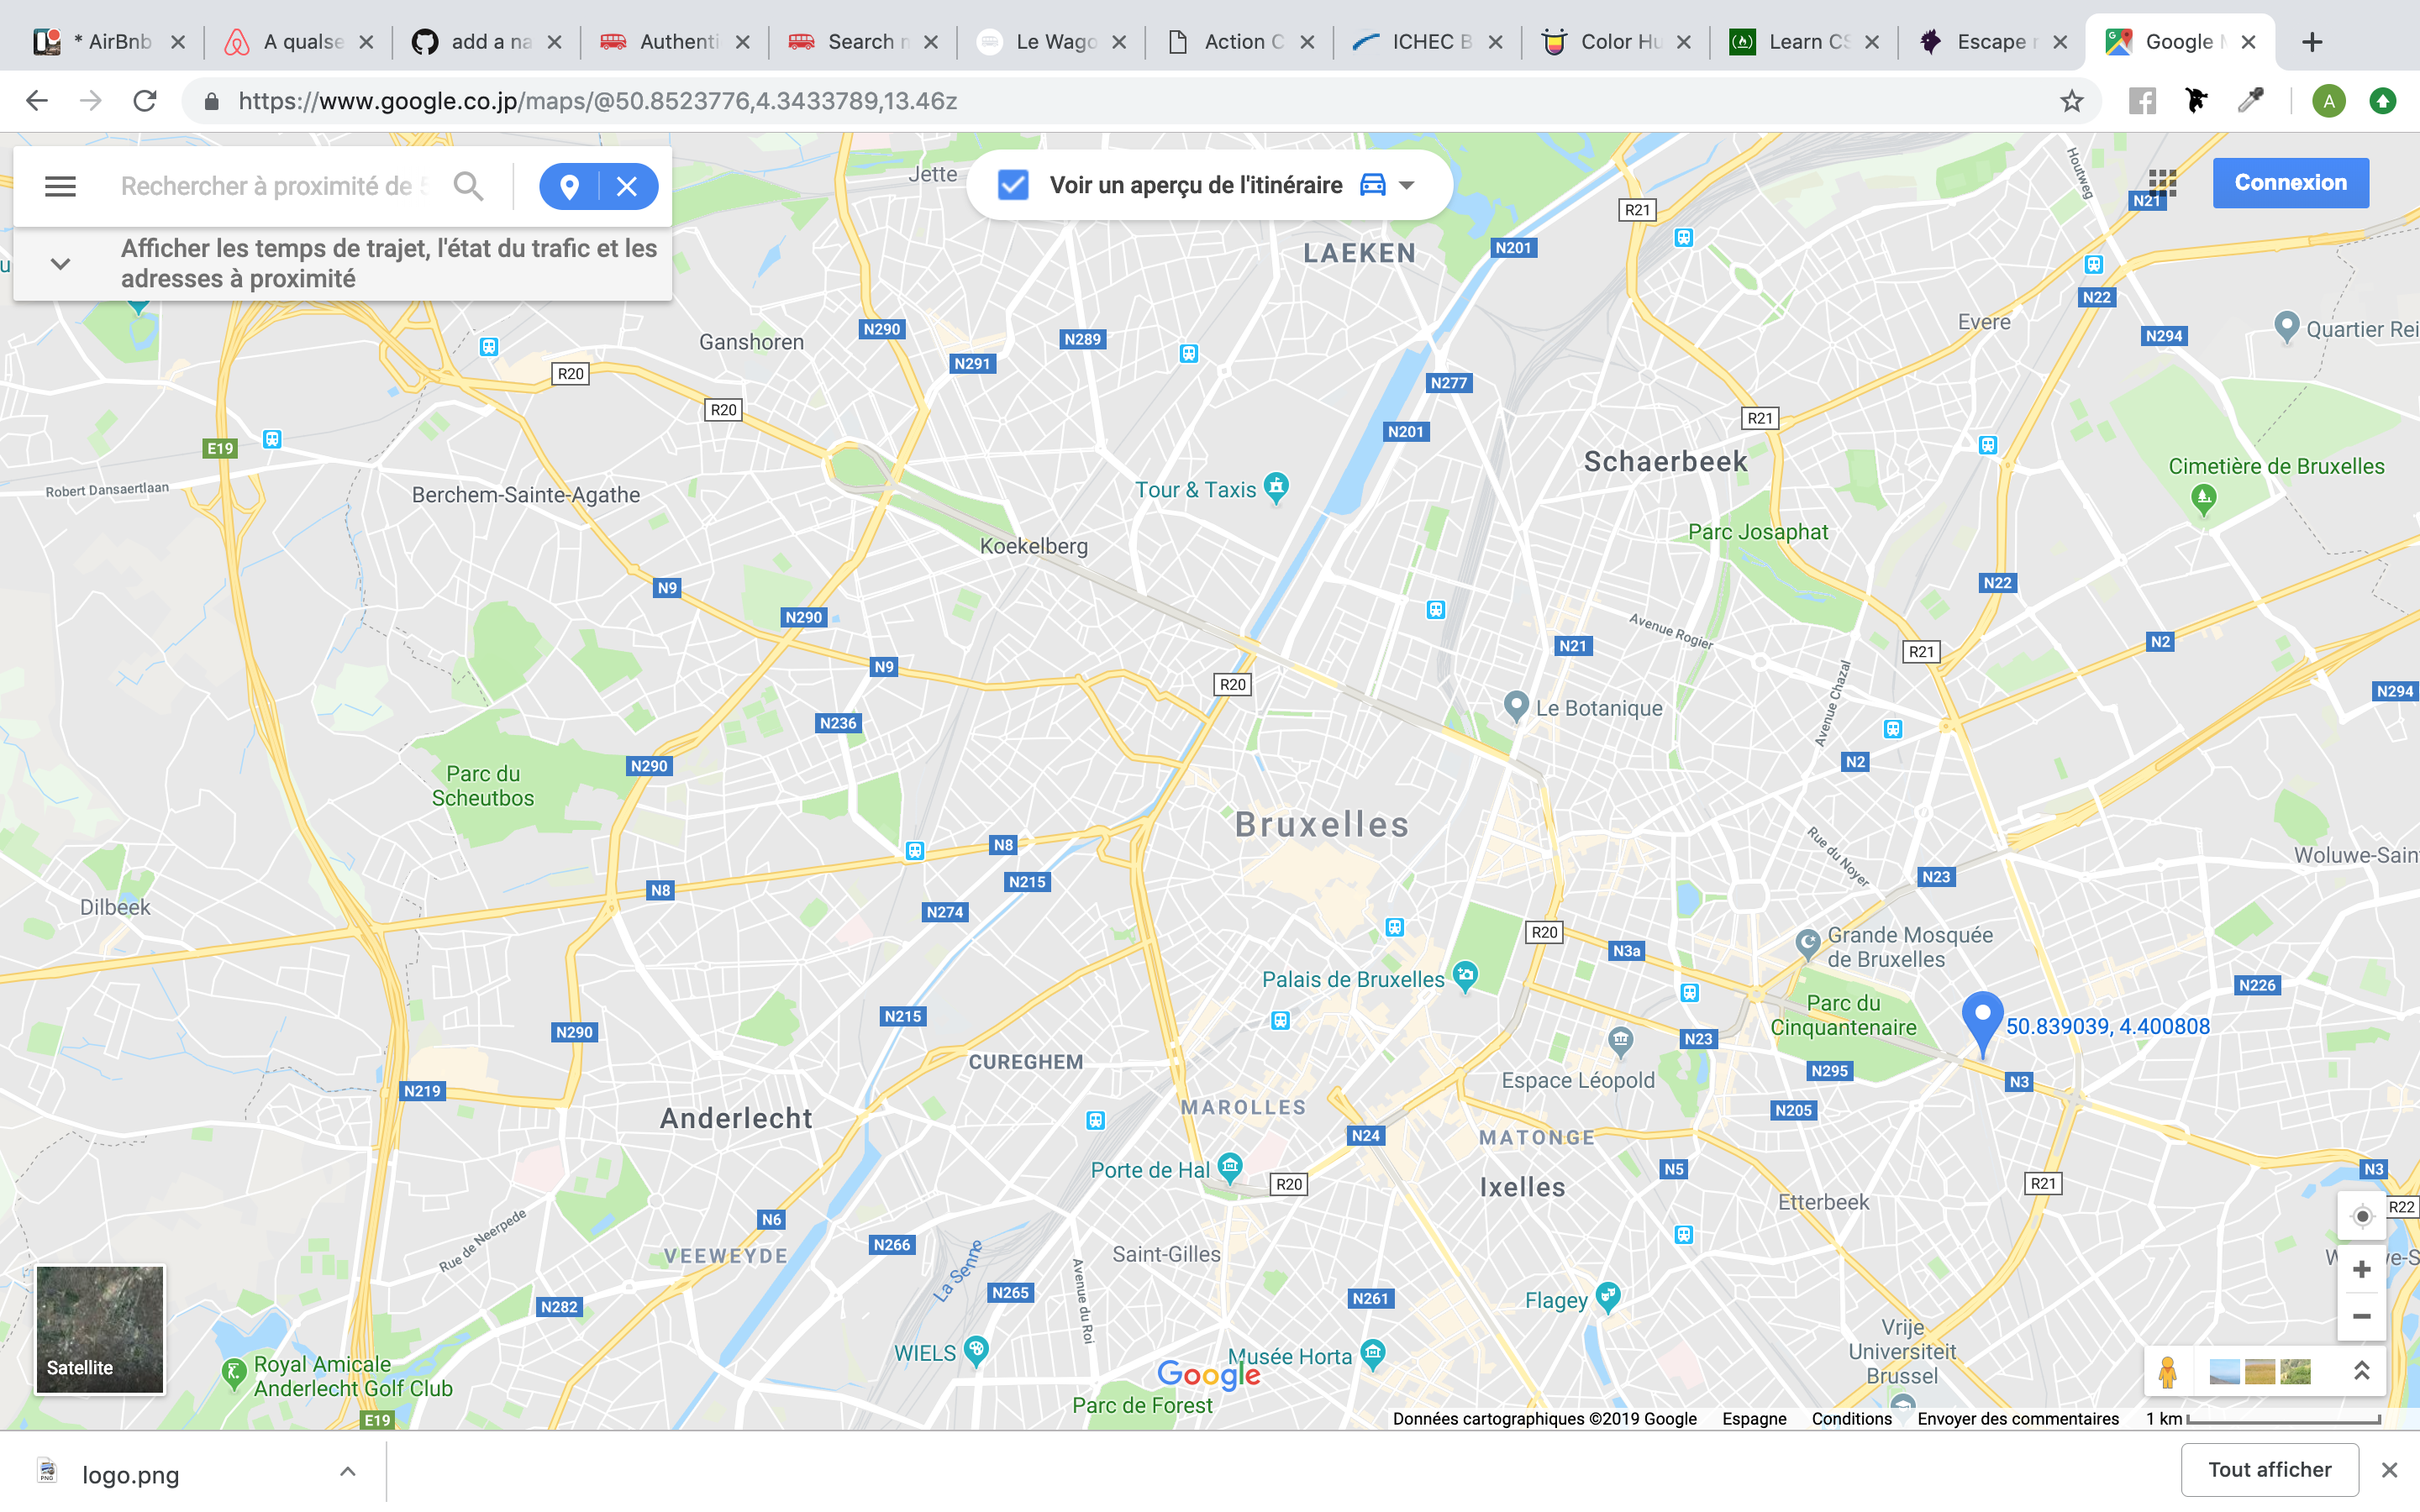 * AirBnb
A qualse
add a na
Authenti
Search n
Le Wago
Action C
ICHEC B
Color Hu
Learn CS
Escape r
Google M
https://www.google.co.jp/maps/@50.8523776,4.3433789,13.46z
A
Rechercher à proximité de 5
Afficher les temps de trajet, l'état du trafic et les
adresses à proximité
Voir un aperçu de l'itinéraire
Connexion
Jette
LAEKEN
N201
R21
Houtweg
N21
N22
Evere
N294
Quartier Rei
Ganshoren
N290
N291
N289
R20
R20
N277
N201
R21
E19
Robert Dansaertlaan
Berchem-Sainte-Agathe
Tour & Taxis
Schaerbeek
Cimetière de Bruxelles
Parc Josaphat
Koekelberg
N9
N290
N22
N21
Avenue Rogier
R21
N2
N9
R20
N236
Le Botanique
Avenue Chazal
N294
N2
N290
Parc du
Scheutbos
Bruxelles
N8
N215
Rue du Noyer
N23
Woluwe-Sain
N8
N274
Dilbeek
R20
N3a
Grande Mosquée
de Bruxelles
Palais de Bruxelles
N226
Parc du
Cinquantenaire
50.839039, 4.400808
N290
N215
N23
CUREGHEM
Espace Léopold
N295
N3
N219
N205
Anderlecht
MAROLLES
N24
MATONGE
Porte de Hal
R20
N5
Ixelles
N3
R21
Etterbeek
R22
N6
Rue de Neerpede
VEEWEYDE
N266
La Senne
Saint-Gilles
Avenue du Roi
N265
N282
N261
Flagey
Vrije
Universiteit
Brussel
WIELS
Musée Horta
Google
Satellite
Royal Amicale
Anderlecht Golf Club
Parc de Forest
E19
Données cartographiques ©2019 Google
Espagne
Conditions
Envoyer des commentaires
1 km
logo.png
Tout afficher